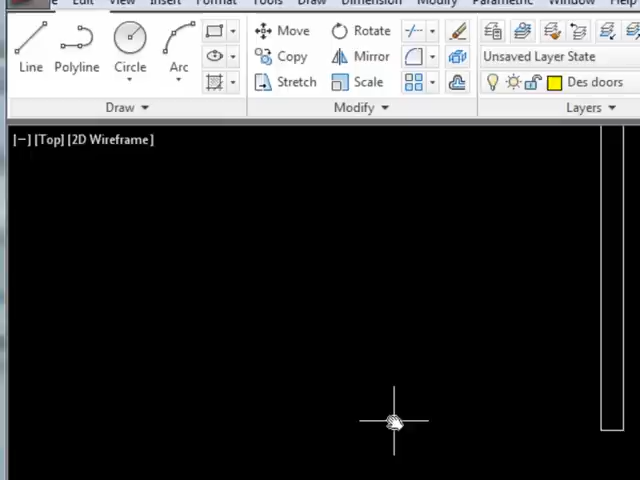 Edit View Insert Format Tools Draw Dimension Modify Parametric Window Help
Move Rotate
Copy Mirror Unsaved Layer State
Line Polyline Circle Arc
Stretch Scale Des doors
Draw Modify Layers
[−] [Top] [2D Wireframe]